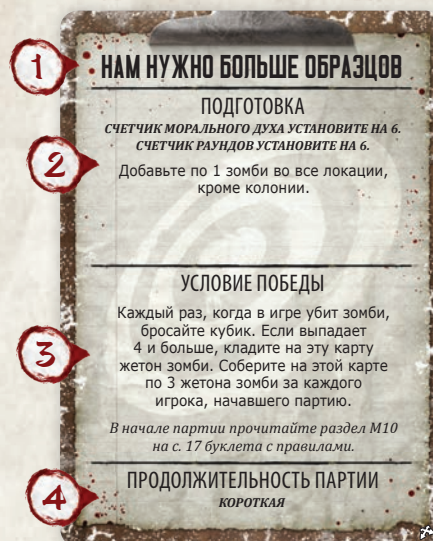 1
НАМ НУЖНО БОЛЬШЕ ОБРАЗЦОВ
ПОДГОТОВКА
СЧЕТЧИК МОРАЛЬНОГО ДУХА УСТАНОВИТЕ НА 6.
СЧЕТЧИК РАУНДОВ УСТАНОВИТЕ НА 6.
2
Добавьте по 1 зомби во все локации,
кроме колонии.
УСЛОВИЕ ПОБЕДЫ
Каждый раз, когда в игре убит зомби,
бросайте кубик. Если выпадает
3
4 и больше, кладите на эту карту
жетон зомби. Соберите на этой карте
по 3 жетона зомби за каждого
игрока, начавшего партию.
В начале партии прочитайте раздел М10
на с. 17 буклета с правилами.
4
ПРОДОЛЖИТЕЛЬНОСТЬ ПАРТИИ
КОРОТКАЯ